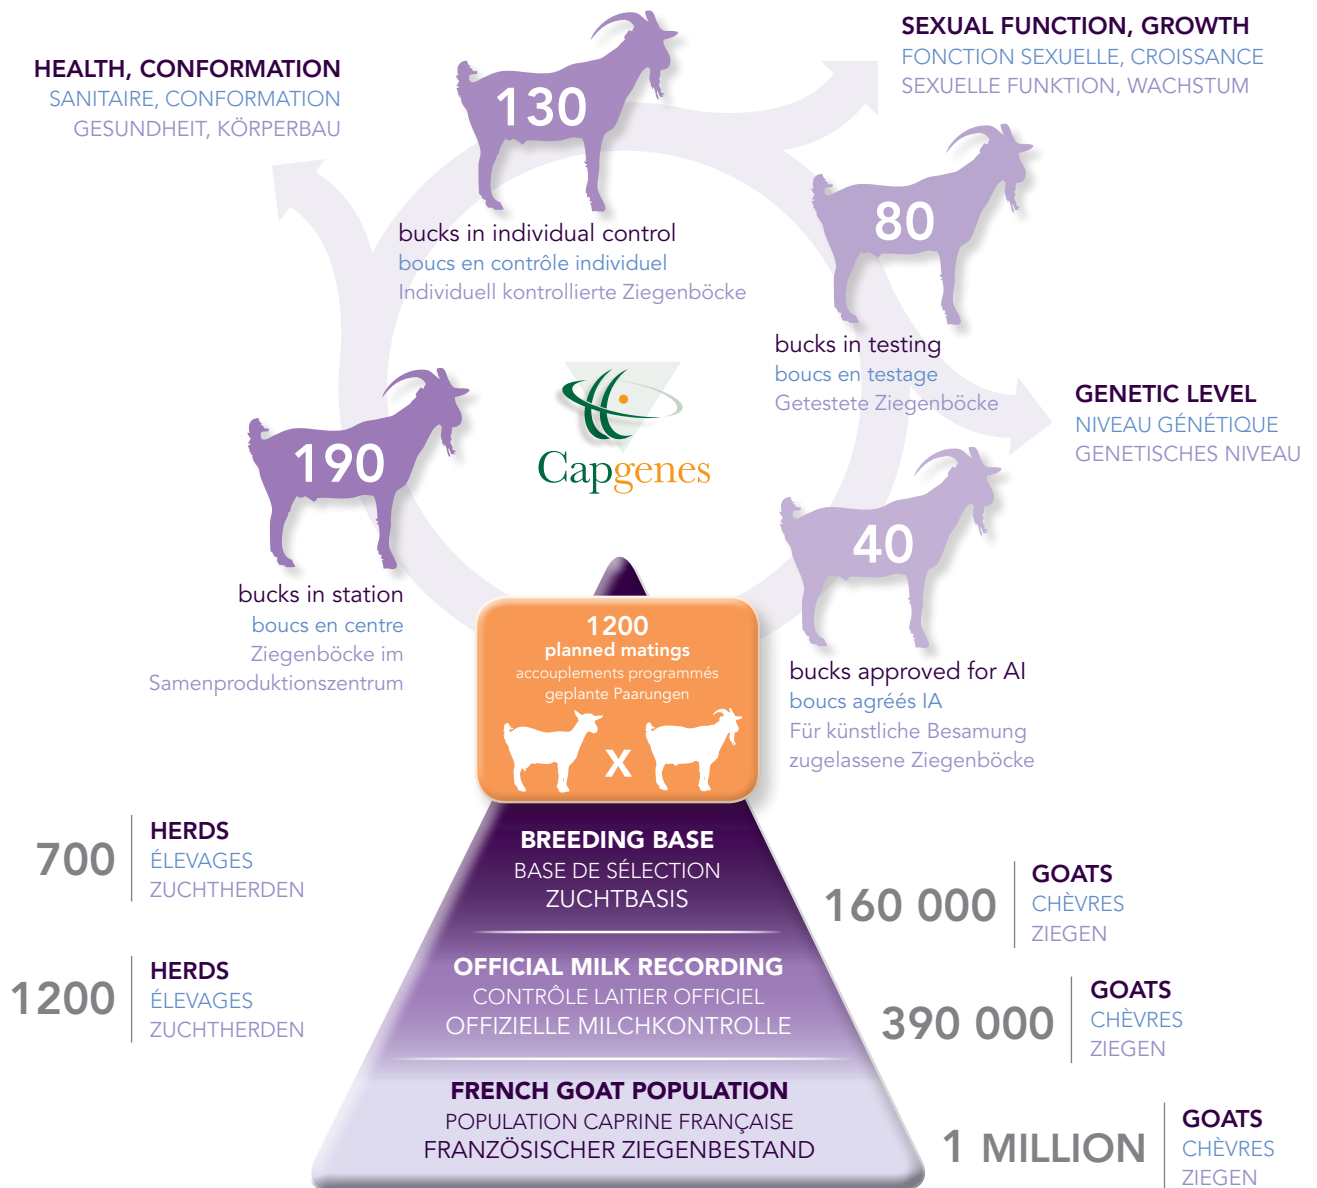 HEALTH, CONFORMATION
SANITAIRE, CONFORMATION
GESUNDHEIT, KÖRPERBAU
SEXUAL FUNCTION, GROWTH
FONCTION SEXUELLE, CROISSANCE
SEXUELLE FUNKTION, WACHSTUM
130
bucks in individual control
boucs en contrôle individuel
Individuell kontrollierte Ziegenböcke
80
bucks in testing
boucs en testage
Getestete Ziegenböcke
GENETIC LEVEL
NIVEAU GÉNÉTIQUE
GENETISCHES NIVEAU
Capgenes
190
bucks in station
boucs en centre
Ziegenböcke im
Samenproduktionszentrum
40
bucks approved for AI
boucs agréés IA
Für künstliche Besamung
zugelassene Ziegenböcke
1200
planned matings
accouplements programmés
geplante Paarungen
X
700
HERDS
ÉLEVAGES
ZUCHTHERDEN
BREEDING BASE
BASE DE SÉLECTION
ZUCHTBASIS
160 000
GOATS
CHÈVRES
ZIEGEN
1200
HERDS
ÉLEVAGES
ZUCHTHERDEN
OFFICIAL MILK RECORDING
CONTRÔLE LAITIER OFFICIEL
OFFIZIELLE MILCHKONTROLLE
390 000
GOATS
CHÈVRES
ZIEGEN
FRENCH GOAT POPULATION
POPULATION CAPRINE FRANÇAISE
FRANZÖSISCHER ZIEGENBESTAND
1 MILLION
GOATS
CHÈVRES
ZIEGEN